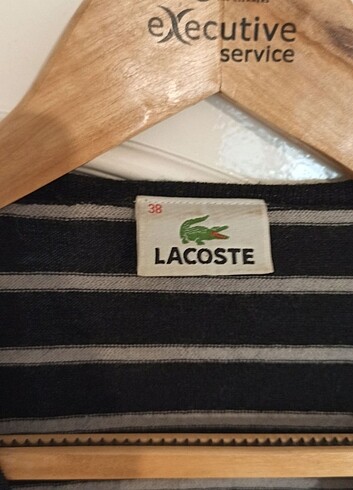 eXecutive
service
38
LACOSTE